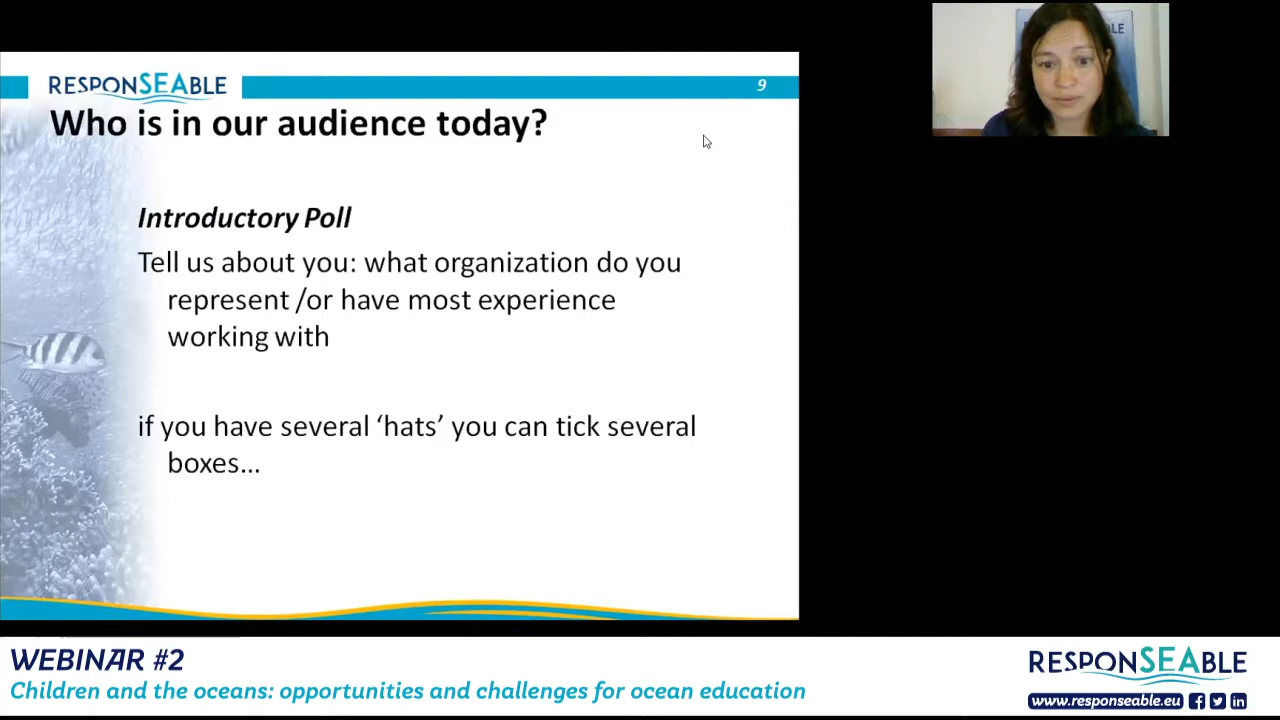 RESPONSEABLE
9
Who is in our audience today?
Introductory Poll
Tell us about you: what organization do you
represent /or have most experience
working with
if you have several ‘hats’ you can tick several
boxes...
WEBINAR #2
Children and the oceans: opportunities and challenges for ocean education
RESPONSEABLE
www.responseable.eu